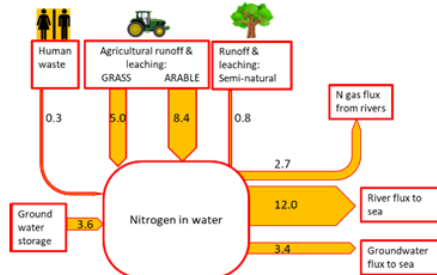 Human
waste
Agricultural runoff &
leaching:
GRASS ARABLE
Runoff &
leaching:
Semi-natural
N gas flux
from rivers
0.3
5.0
8.4
0.8
2.7
Ground
water
storage
3.6
Nitrogen in water
12.0
River flux to
sea
3.4
Groundwater
flux to sea